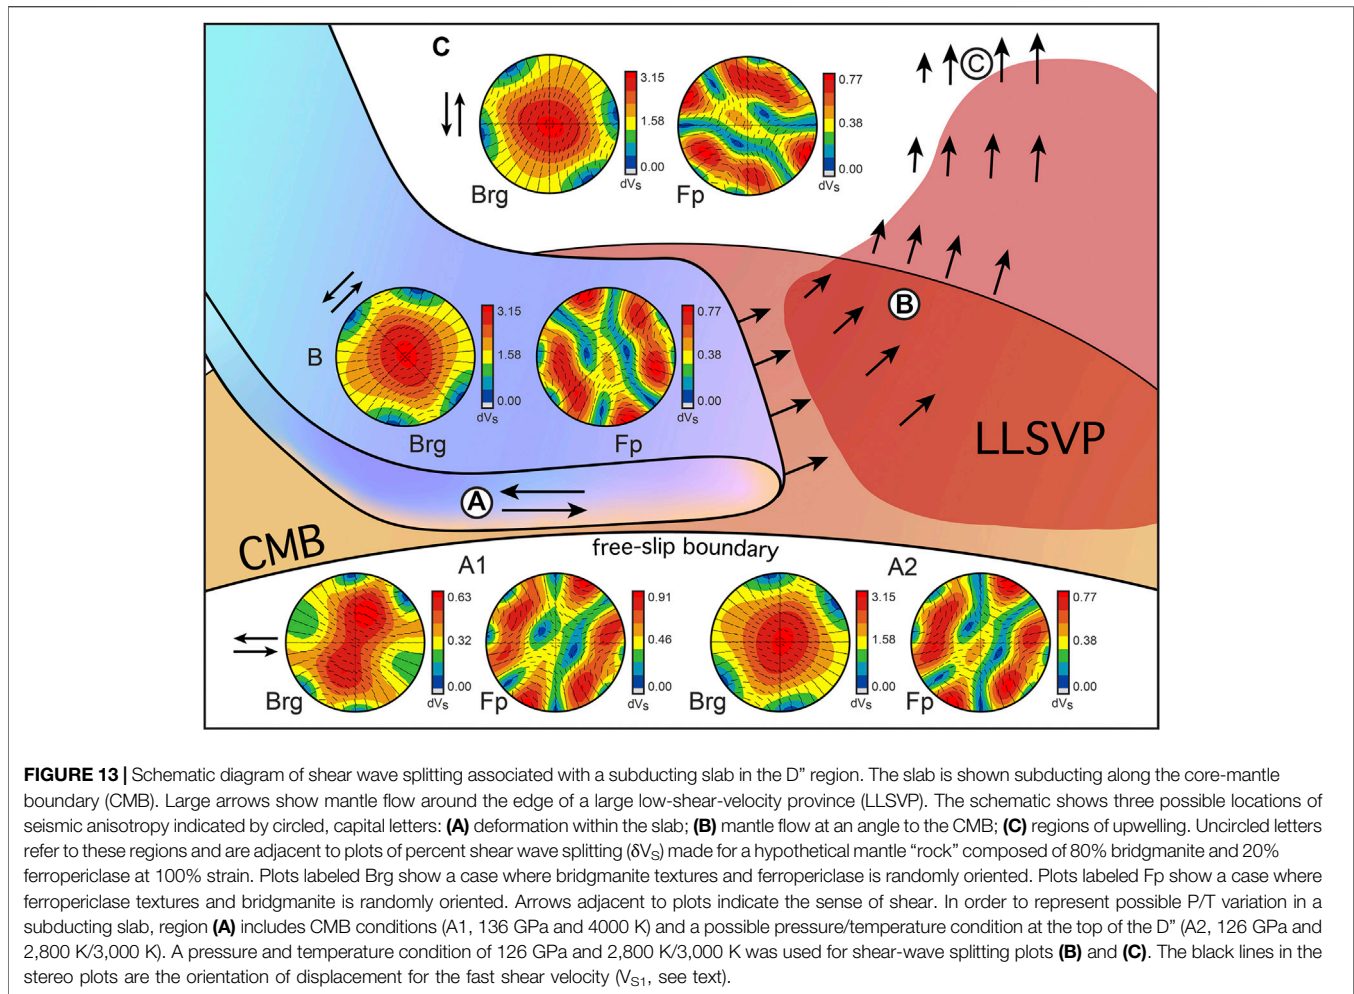 C
3.15
1.58
0.00
dVs
Brg
0.77
0.38
0.00
dVs
Fp
C
B
3.15
1.58
0.00
dVs
Brg
0.77
0.38
0.00
dVs
Fp
B
LLSVP
A
CMB
free-slip boundary
A1
A2
0.63
0.32
0.00
dVs
Brg
0.91
0.46
0.00
dVs
Fp
3.15
1.58
0.00
dVs
Brg
0.77
0.38
0.00
dVs
Fp
FIGURE 13 | Schematic diagram of shear wave splitting associated with a subducting slab in the D” region. The slab is shown subducting along the core-mantle
boundary (CMB). Large arrows show mantle flow around the edge of a large low-shear-velocity province (LLSVP). The schematic shows three possible locations of
seismic anisotropy indicated by circled, capital letters: (A) deformation within the slab; (B) mantle flow at an angle to the CMB; (C) regions of upwelling. Uncircled letters
refer to these regions and are adjacent to plots of percent shear wave splitting (δVS) made for a hypothetical mantle “rock” composed of 80% bridgmanite and 20%
ferropericlase at 100% strain. Plots labeled Brg show a case where bridgmanite textures and ferropericlase is randomly oriented. Plots labeled Fp show a case where
ferropericlase textures and bridgmanite is randomly oriented. Arrows adjacent to plots indicate the sense of shear. In order to represent possible P/T variation in a
subducting slab, region (A) includes CMB conditions (A1, 136 GPa and 4000 K) and a possible pressure/temperature condition at the top of the D” (A2, 126 GPa and
2,800 K/3,000 K). A pressure and temperature condition of 126 GPa and 2,800 K/3,000 K was used for shear-wave splitting plots (B) and (C). The black lines in the
stereo plots are the orientation of displacement for the fast shear velocity (VS1, see text).